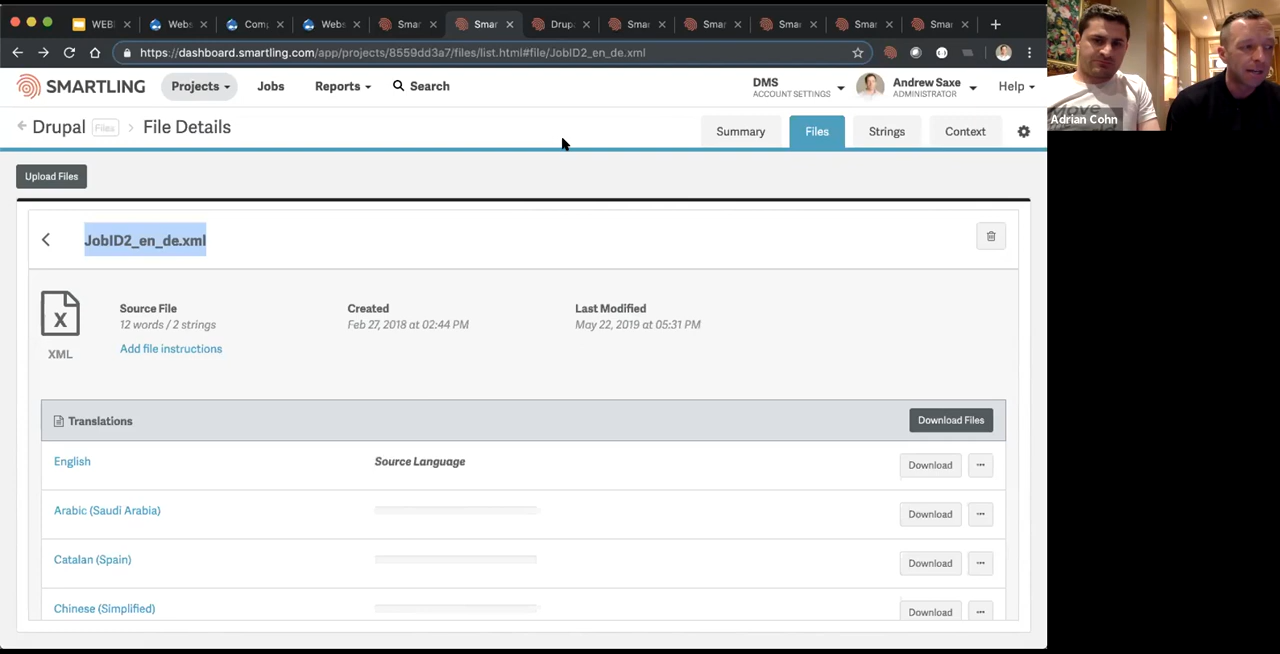 WEBI
Webs
Comp
Webs
Smar
Smar
Drup
Smar
Smar
Smar
Smar
Smar
https://dashboard.smartling.com/app/projects/8559dd3a7/files/list.html#file/JobID2_en_de.xml
SMARTLING
Projects
Jobs
Reports
Search
DMS
ACCOUNT SETTINGS
Andrew Saxe
ADMINISTRATOR
Help
Drupal
Files
File Details
Summary
Files
Strings
Context
Upload Files
JobID2_en_de.xml
X
XML
Source File
12 words / 2 strings
Add file instructions
Created
Feb 27, 2018 at 02:44 PM
Last Modified
May 22, 2019 at 05:31 PM
Translations
Download Files
English
Source Language
Download
Arabic (Saudi Arabia)
Download
Catalan (Spain)
Download
Chinese (Simplified)
Download
Adrian Cohn